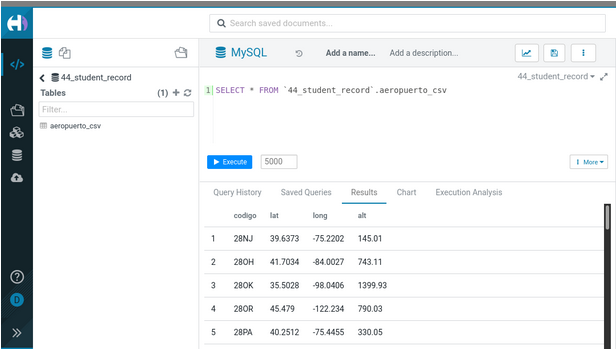 Search saved documents...
MySQL
Add a name...
Add a description...
44_student_record
Tables
(1)
Filter...
aeropuerto_csv
44_student_record
1 SELECT * FROM `44_student_record`.aeropuerto_csv
Execute
5000
More
Query History Saved Queries Results Chart Execution Analysis
codigo lat long alt
1 28NJ 39.6373 -75.2202 145.01
2 28OH 41.7034 -84.0027 743.11
3 28OK 35.5028 -98.0406 1399.93
4 28OR 45.479 -122.234 790.03
5 28PA 40.2512 -75.4455 330.05
D